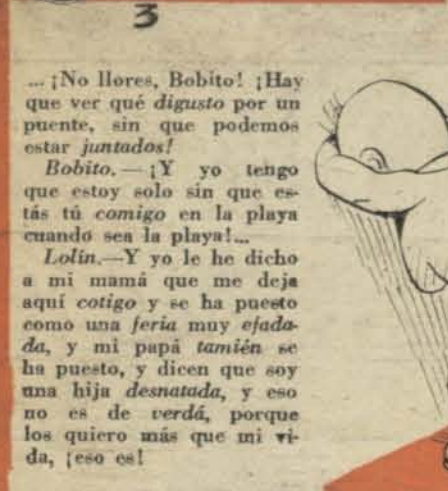 3
... ¡No llores, Bobito! ¡Hay
que ver qué digusto por un
puente, sin que podemos
estar juntados!
Bobito. — ¡Y yo tengo
que estoy solo sin que es-
tás tú comigo en la playa
cuando sea la playa!...
Lolín.—Y yo le he dicho
a mi mamá que me deja
aquí cotigo y se ha puesto
como una feria muy efada-
da, y mi papá tamién se
ha puesto, y dicen que soy
una hija desnatada, y eso
no es de verdá, porque
los quiero más que mi vi-
da, ¡eso es!